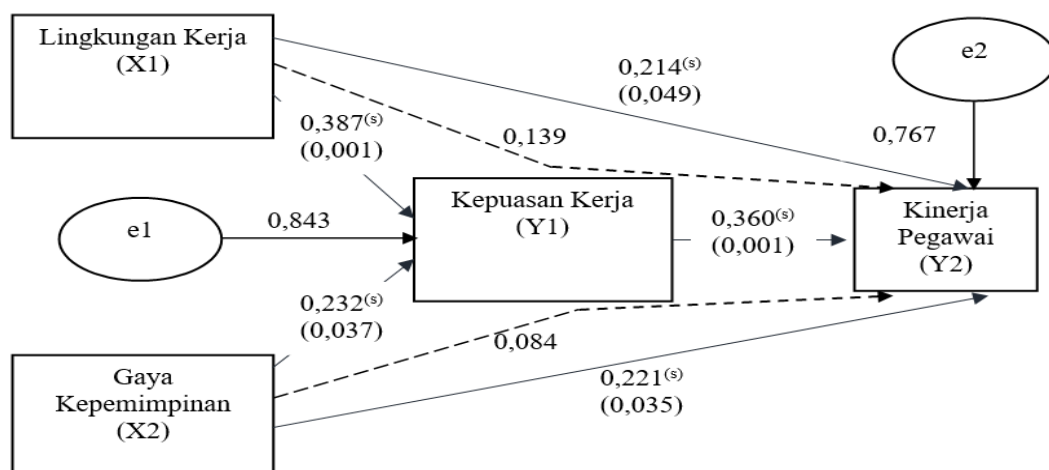 Lingkungan Kerja
(X1)
e2
0,214(s)
(0,049)
0,387(s)
(0,001)
0,139
0,767
Kepuasan Kerja
(Y1)
Kinerja
Pegawai
(Y2)
e1
0,843
0,360(s)
(0,001)
0,232(s)
(0,037)
0,084
Gaya
Kepemimpinan
(X2)
0,221(s)
(0,035)